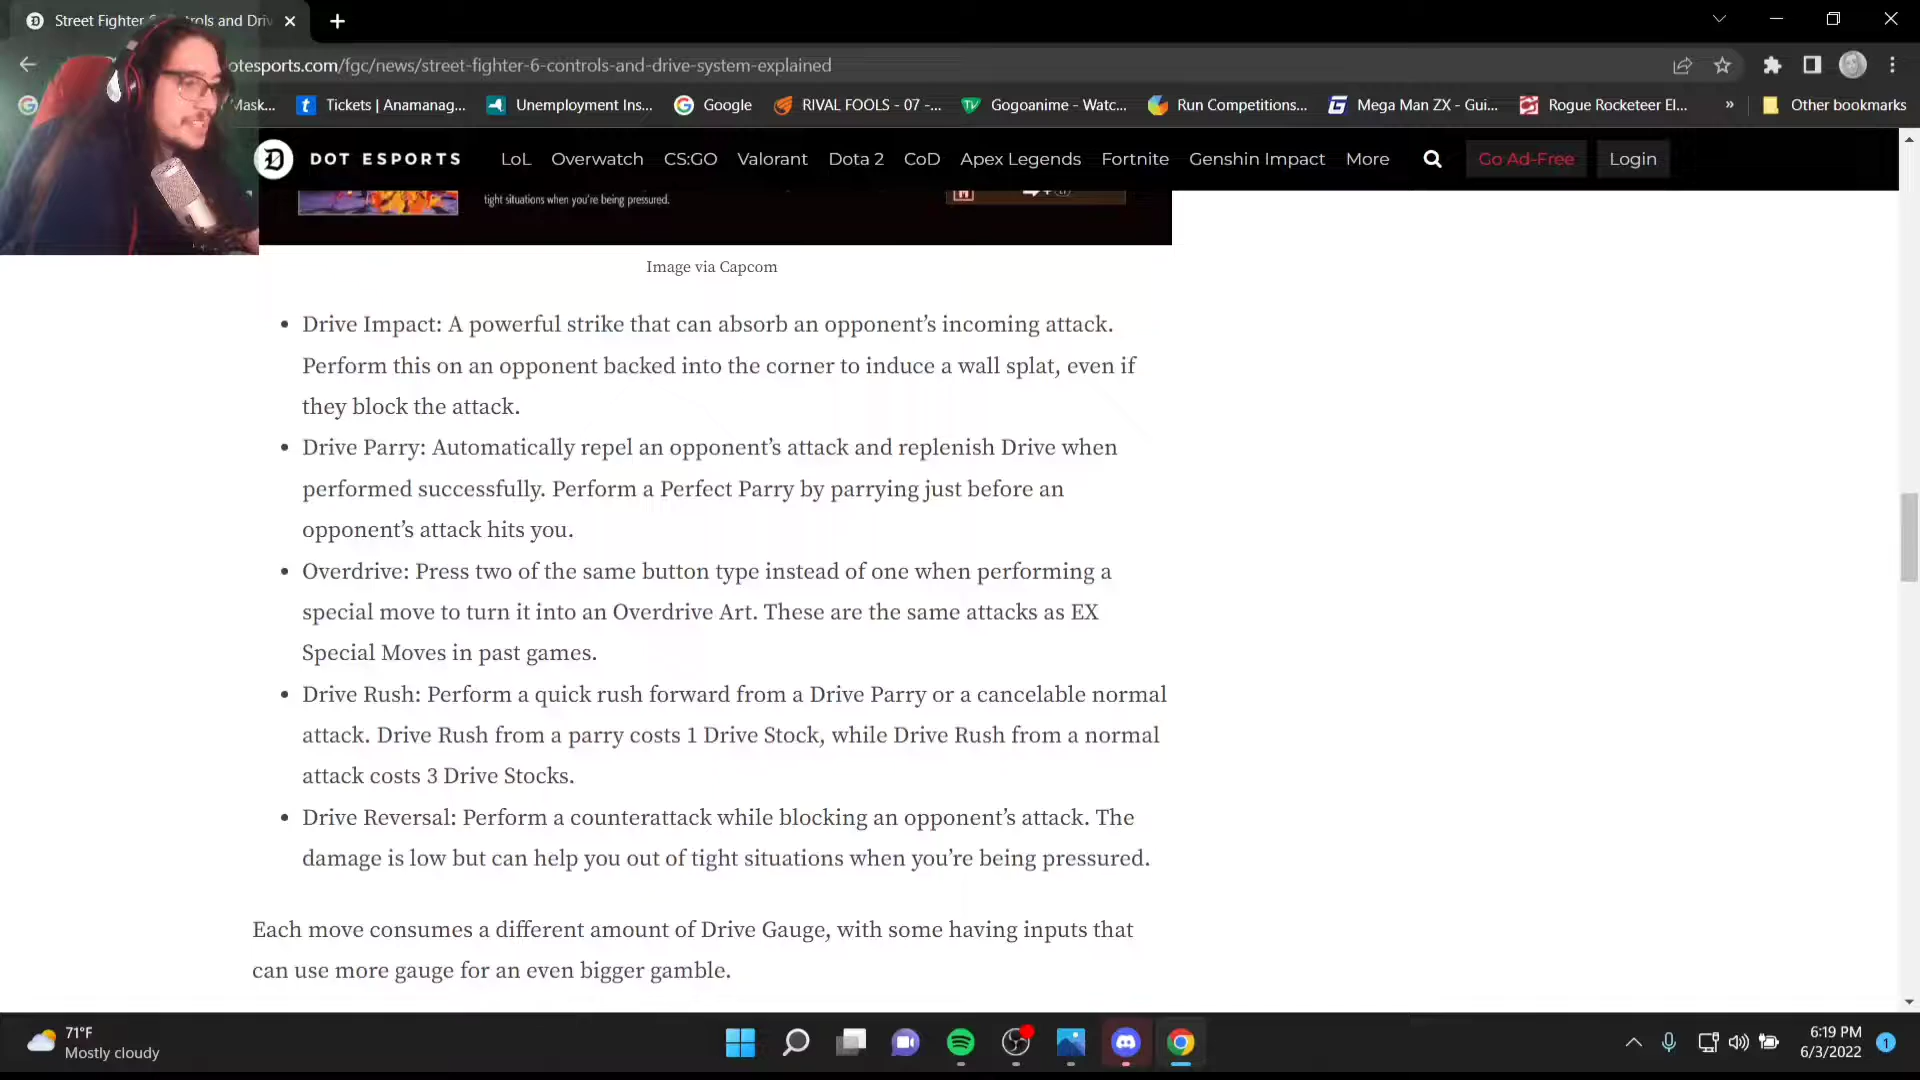 Street Fighter 6 Controls and Driv
otesports.com/fgc/news/street-fighter-6-controls-and-drive-system-explained
Mask...
Tickets | Anamanag...
Unemployment Ins...
Google
RIVAL FOOLS - 07 -...
Gogoanime - Watc...
Run Competitions...
Mega Man ZX - Gui...
Rogue Rocketeer El...
»
Other bookmarks
DOT ESPORTS
LoL
Overwatch
CS:GO
Valorant
Dota 2
CoD
Apex Legends
Fortnite
Genshin Impact
More
Go Ad-Free
Login
tight situations when you're being pressured.
Image via Capcom
• Drive Impact: A powerful strike that can absorb an opponent’s incoming attack.
Perform this on an opponent backed into the corner to induce a wall splat, even if
they block the attack.
• Drive Parry: Automatically repel an opponent’s attack and replenish Drive when
performed successfully. Perform a Perfect Parry by parrying just before an
opponent’s attack hits you.
• Overdrive: Press two of the same button type instead of one when performing a
special move to turn it into an Overdrive Art. These are the same attacks as EX
Special Moves in past games.
• Drive Rush: Perform a quick rush forward from a Drive Parry or a cancelable normal
attack. Drive Rush from a parry costs 1 Drive Stock, while Drive Rush from a normal
attack costs 3 Drive Stocks.
• Drive Reversal: Perform a counterattack while blocking an opponent’s attack. The
damage is low but can help you out of tight situations when you’re being pressured.
Each move consumes a different amount of Drive Gauge, with some having inputs that
can use more gauge for an even bigger gamble.
71°F
Mostly cloudy
6:19 PM
6/3/2022
1